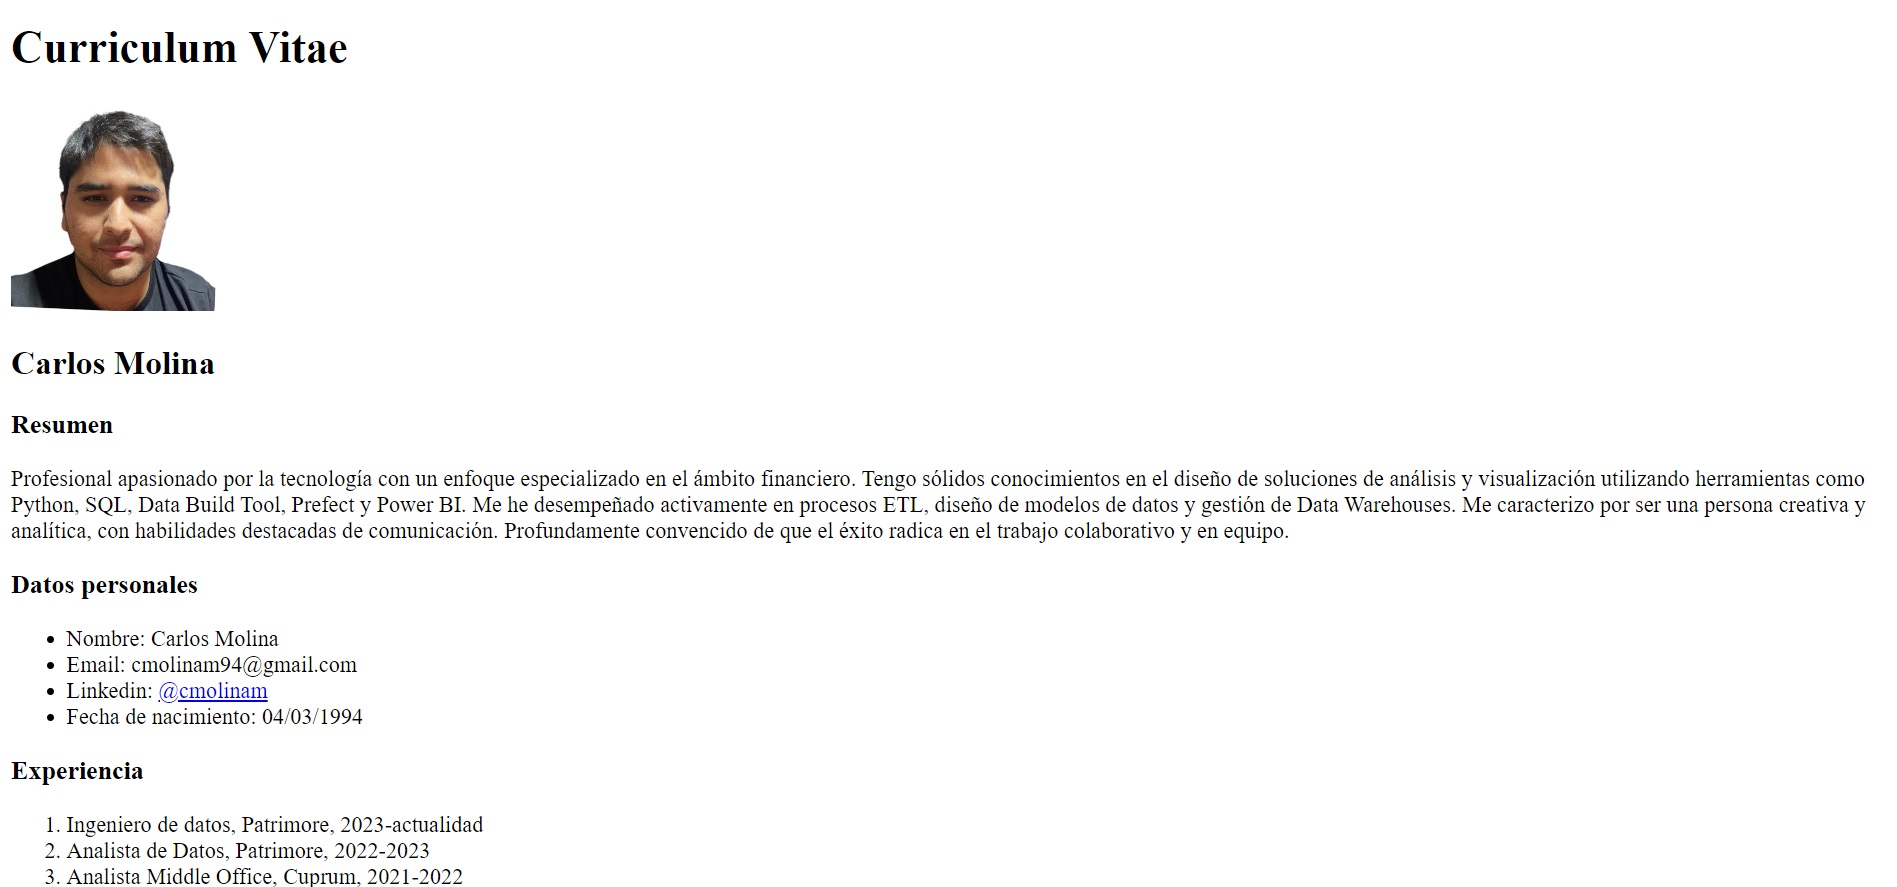 Curriculum Vitae
Carlos Molina
Resumen
Profesional apasionado por la tecnología con un enfoque especializado en el ámbito financiero. Tengo sólidos conocimientos en el diseño de soluciones de análisis y visualización utilizando herramientas como
Python, SQL, Data Build Tool, Prefect y Power BI. Me he desempeñado activamente en procesos ETL, diseño de modelos de datos y gestión de Data Warehouses. Me caracterizo por ser una persona creativa y
analítica, con habilidades destacadas de comunicación. Profundamente convencido de que el éxito radica en el trabajo colaborativo y en equipo.
Datos personales
• Nombre: Carlos Molina
• Email: cmolinam94@gmail.com
• Linkedin: @cmolinam
• Fecha de nacimiento: 04/03/1994
Experiencia
1. Ingeniero de datos, Patrimore, 2023-actualidad
2. Analista de Datos, Patrimore, 2022-2023
3. Analista Middle Office, Cuprum, 2021-2022